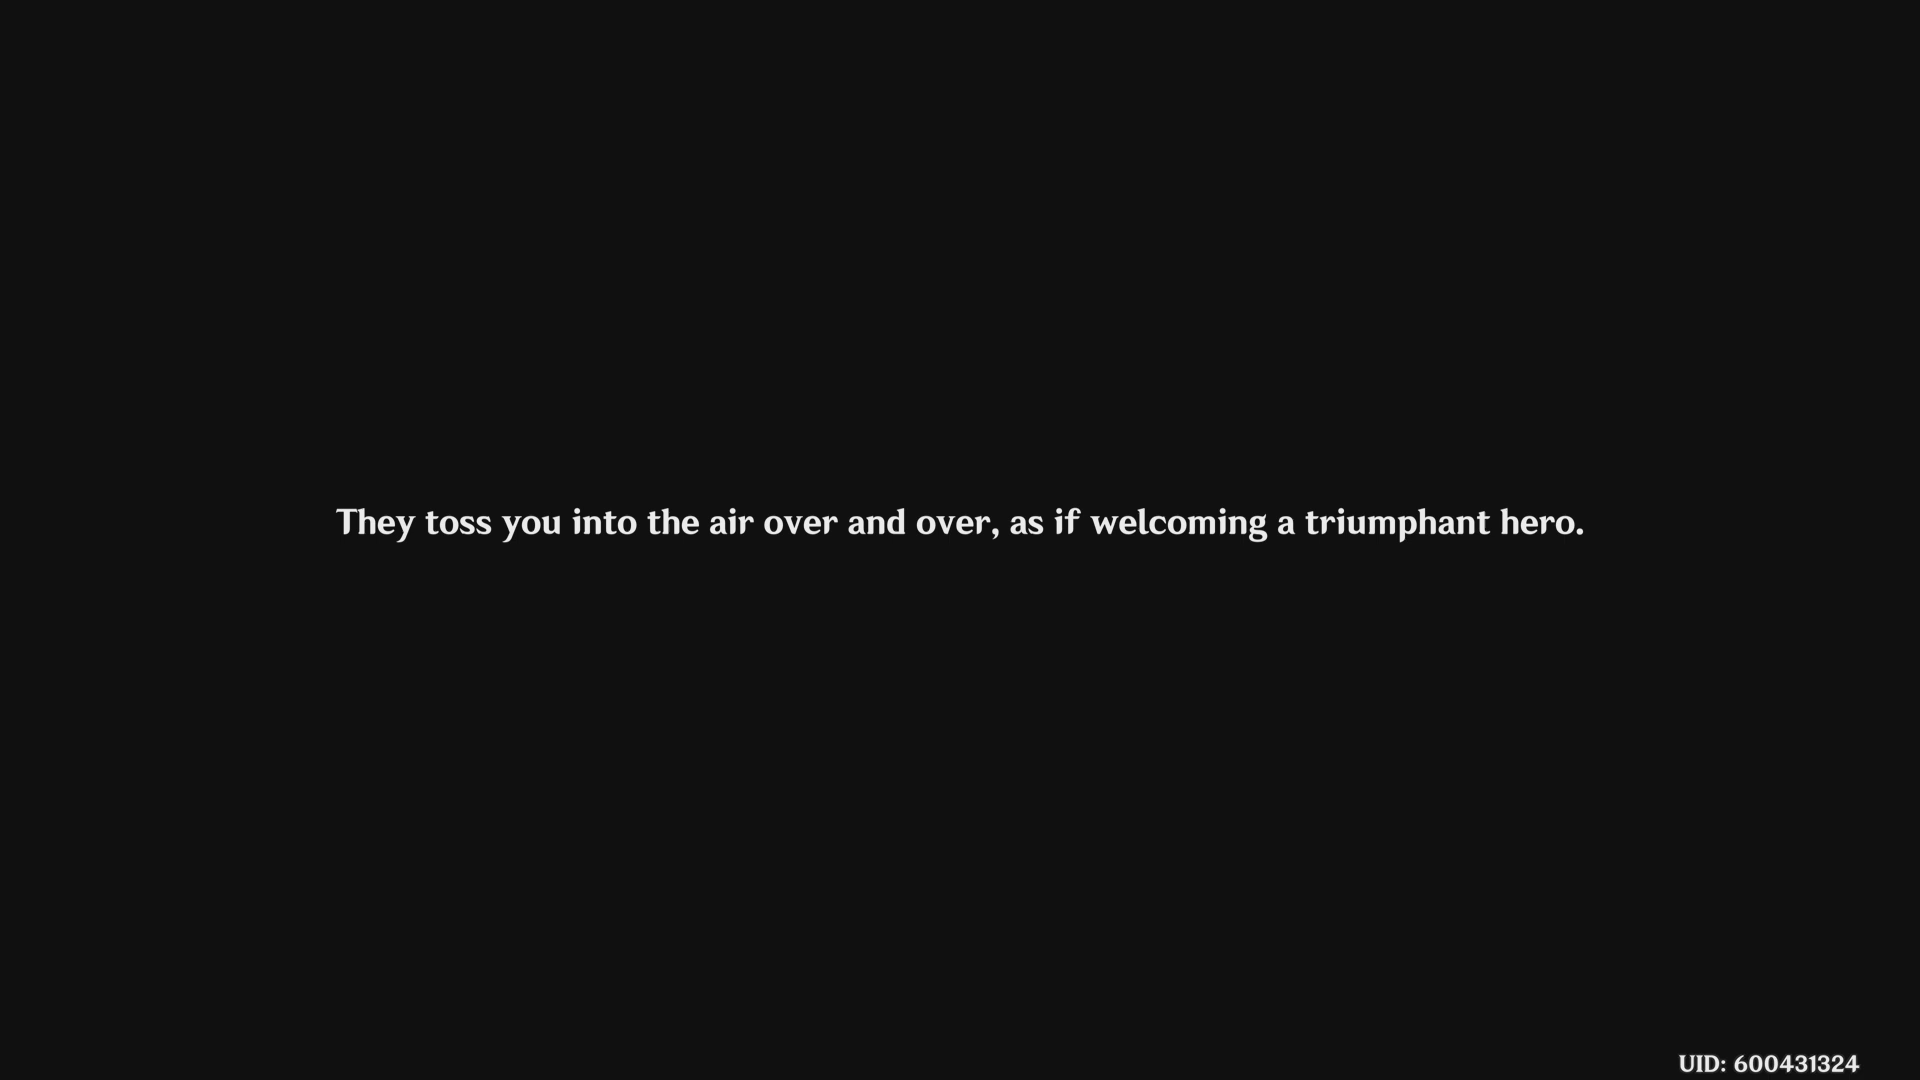 They toss you into the air over and over, as if welcoming a triumphant hero.
UID: 600431324